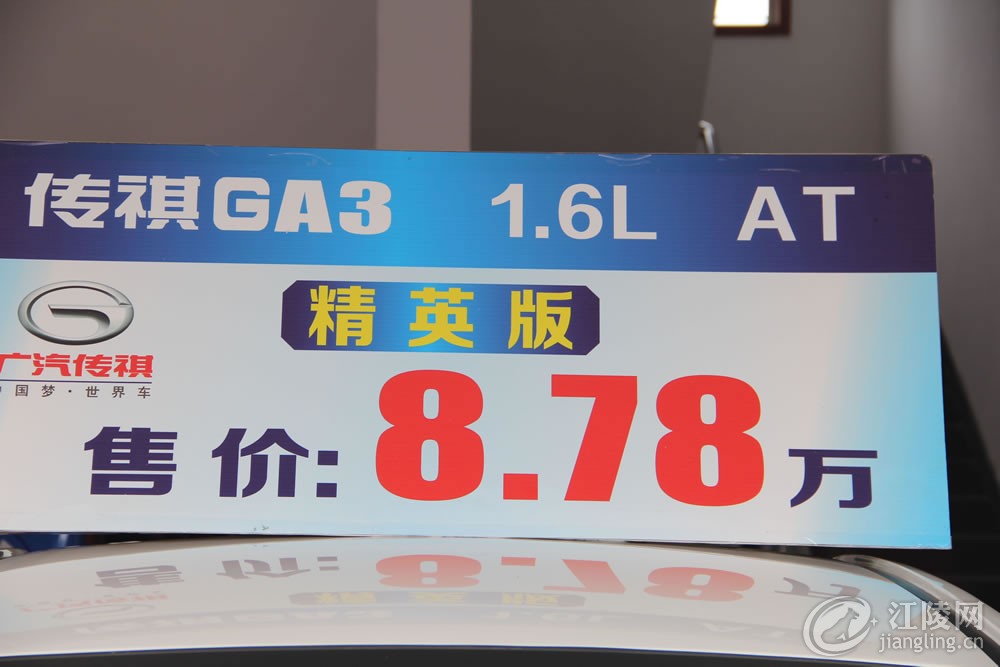 传祺GA3 1.6L AT
精英版
广汽传祺
中国梦·世界车
售价:8.78万
江陵网
jiangling.cn